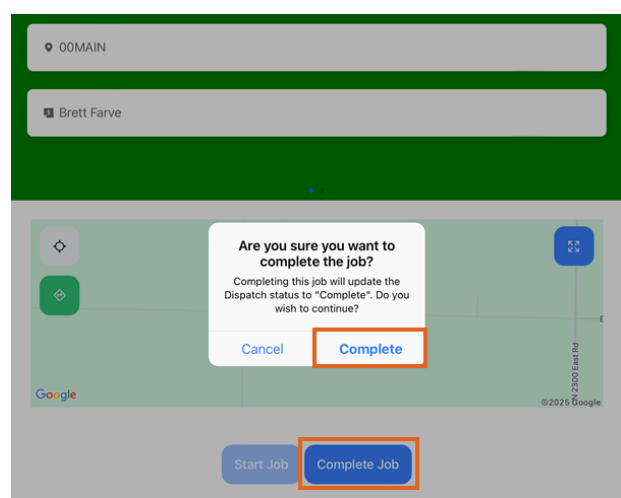 00MAIN
Brett Farve
Are you sure you want to
complete the job?
Completing this job will update the
Dispatch status to "Complete". Do you
wish to continue?
Cancel
Complete
E
N 2300 East Rd
Google
©2025 Google
Start Job
Complete Job